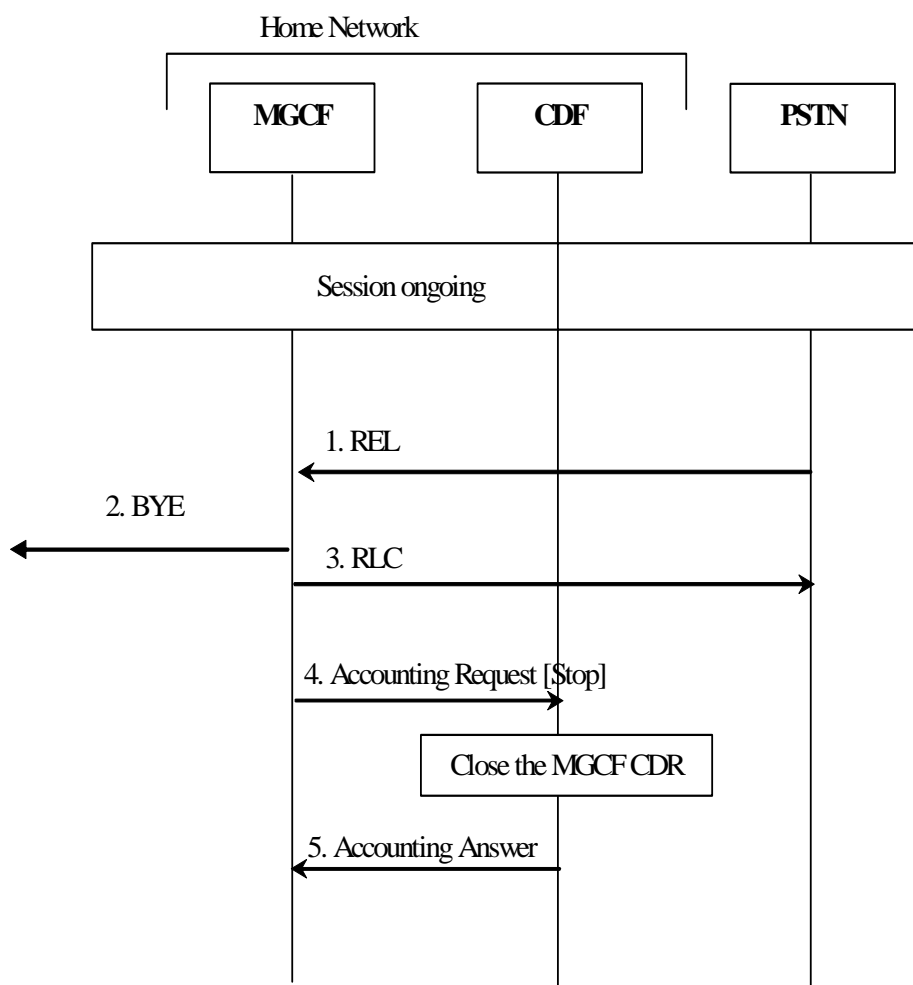 Home Network
MGCF
CDF
PSTN
Session ongoing
1. REL
2. BYE
3. RLC
4. Accounting Request [Stop]
Close the MGCF CDR
5. Accounting Answer